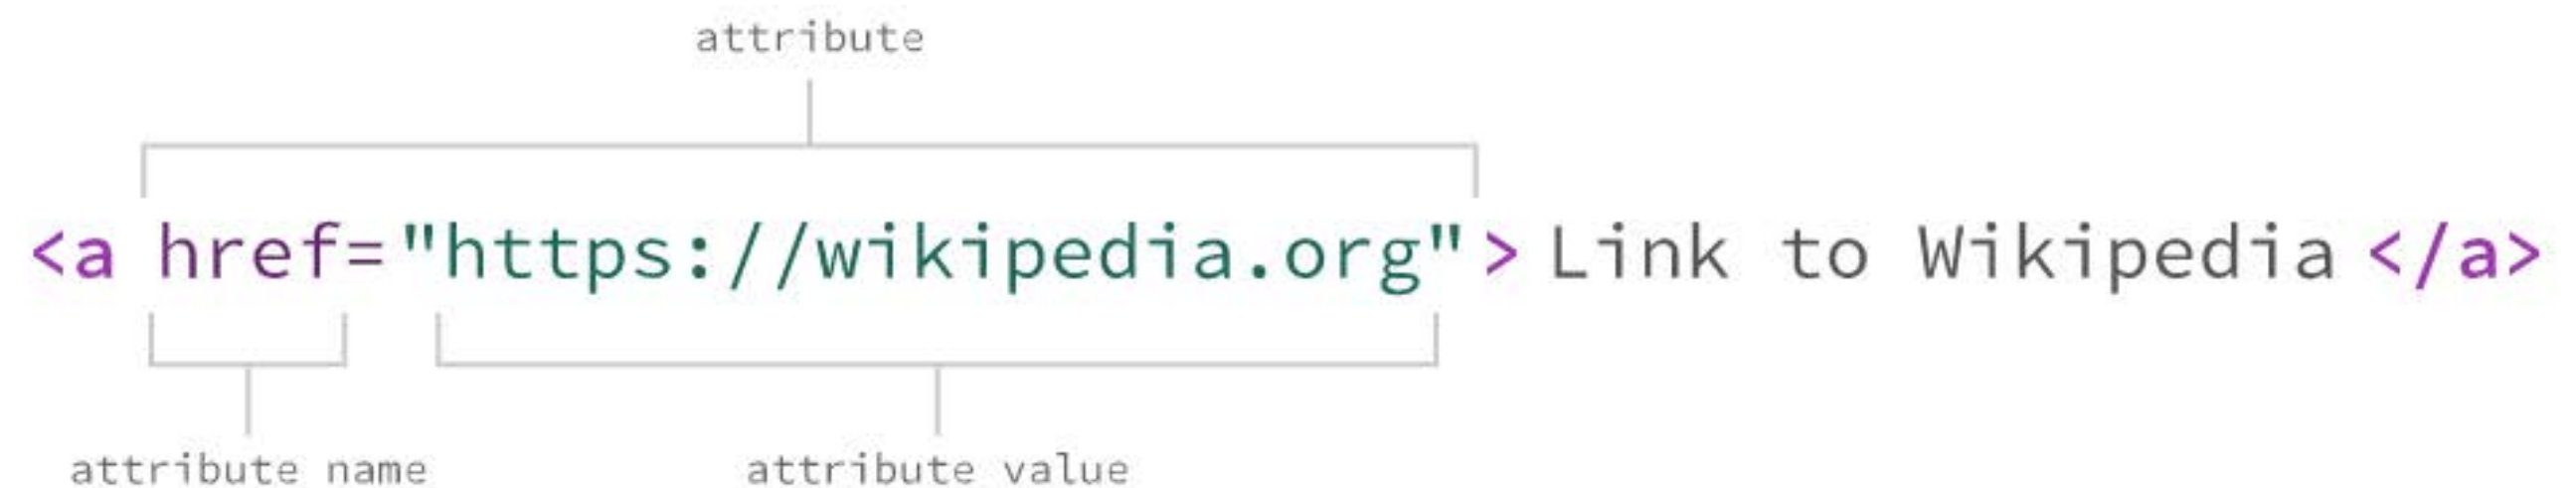 attribute
<a href="https://wikipedia.org"> Link to Wikipedia </a>
attribute name attribute value